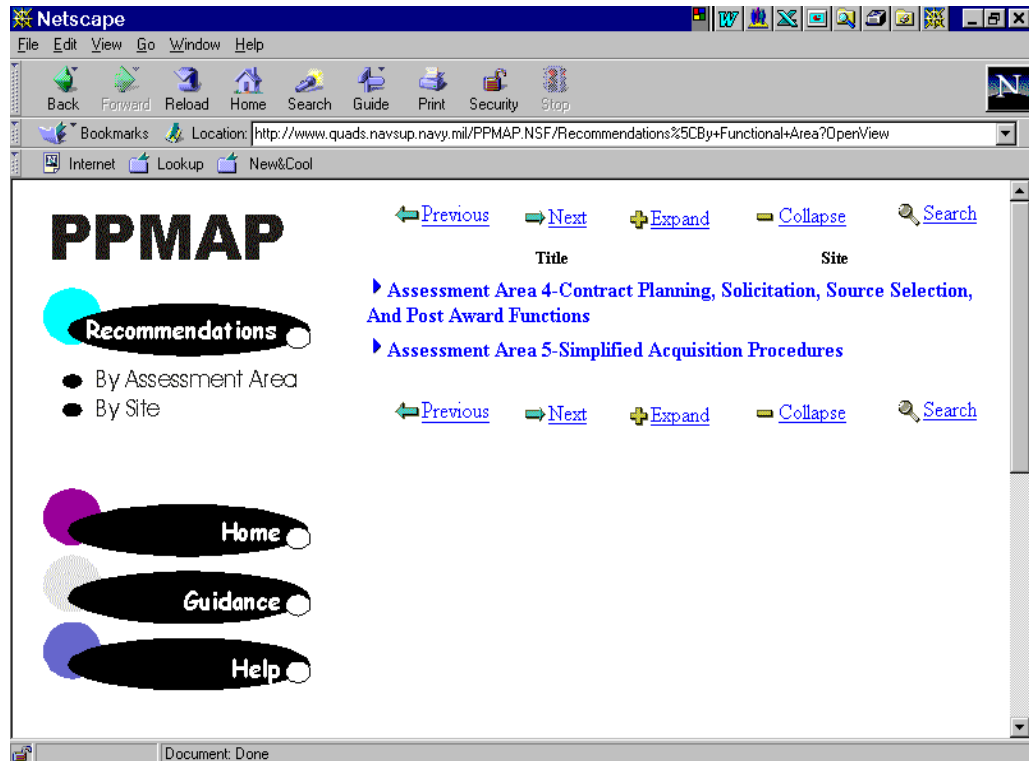 Netscape
File Edit View Go Window Help
Back Forward Reload Home Search Guide Print Security Stop
N
Bookmarks Location: http://www.quads.navsup.navy.mil/PPMAP.NSF/Recommendations%5CBy+Functional+Area?OpenView
Internet Lookup New&Cool
PPMAP
Previous Next Expand Collapse Search
Title Site
Assessment Area 4-Contract Planning, Solicitation, Source Selection,
And Post Award Functions
Assessment Area 5-Simplified Acquisition Procedures
Recommendations
By Assessment Area
By Site
Previous Next Expand Collapse Search
Home
Guidance
Help
Document: Done